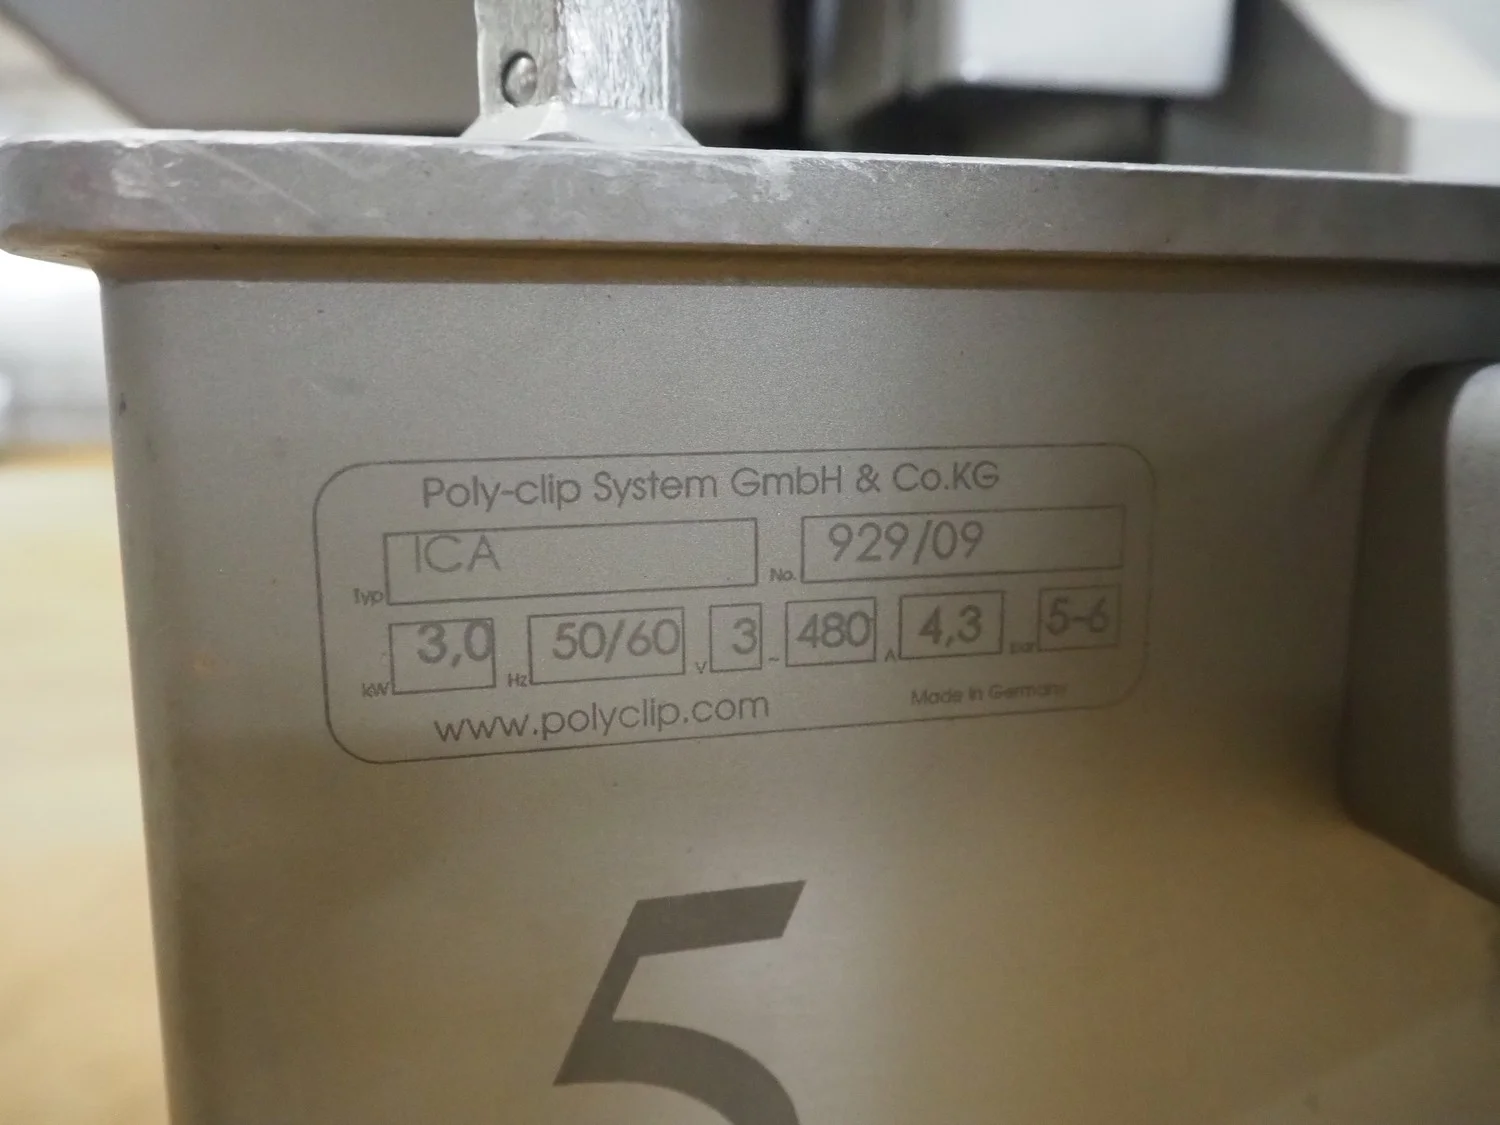 Poly-clip System GmbH & Co.KG
Typ ICA No. 929/09
kW 3,0 Hz 50/60 V 3 ~ 480 A 4,3 bar 5-6
www.polyclip.com Made in Germany
5